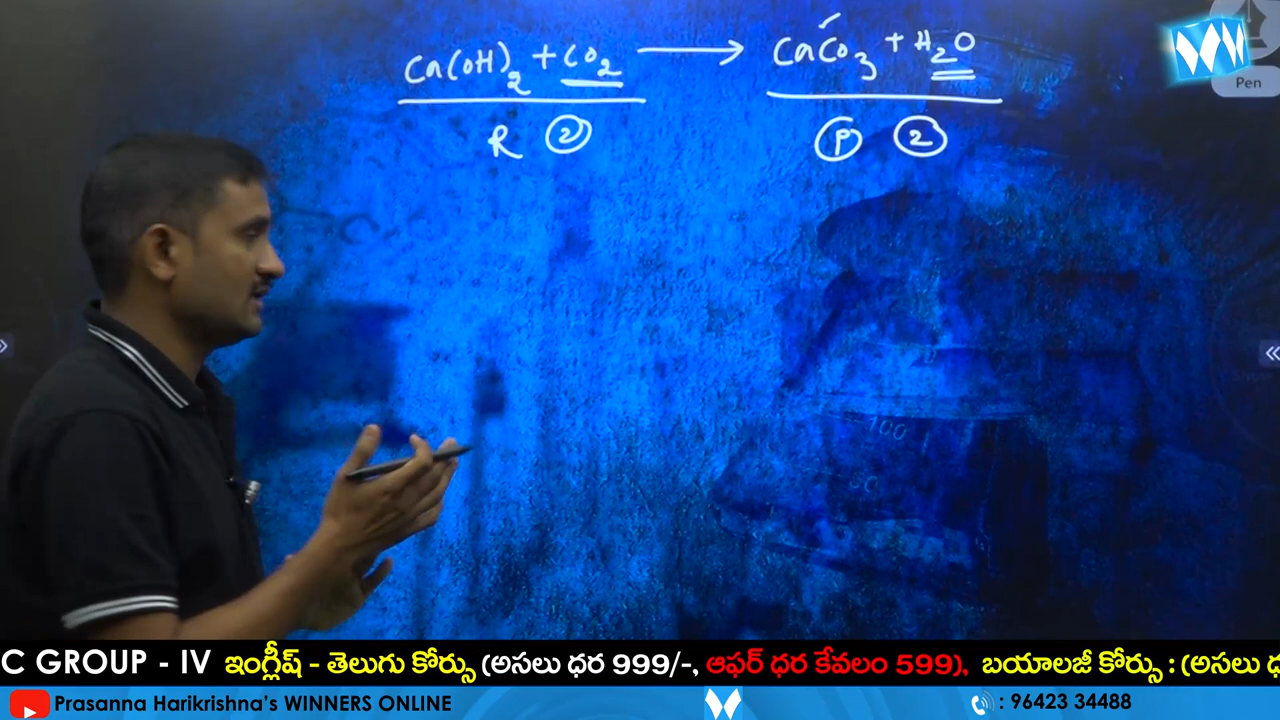 Ca(OH)₂ + CO₂ → CaCO₃ + H₂O
R ② P ②
Pen
100
C GROUP - IV ఇంగ్లీష్ - తెలుగు కోర్సు (అసలు ధర 999/-, ఆఫర్ ధర కేవలం 599), బయాలజీ కోర్సు : (అసలు ధ
Prasanna Harikrishna's WINNERS ONLINE : 96423 34488